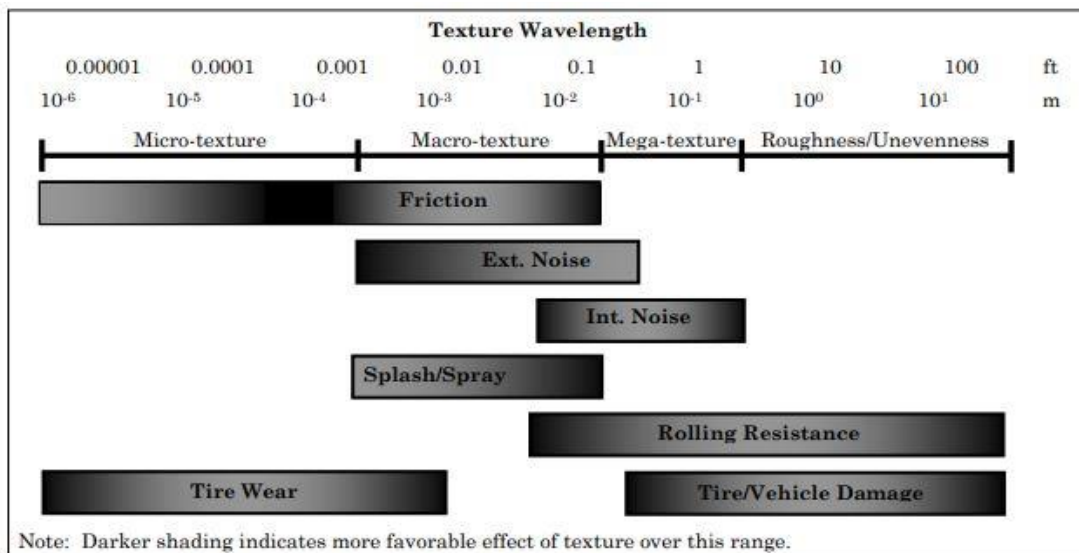 Texture Wavelength
0.00001 0.0001 0.001 0.01 0.1 1 10 100 ft
10⁻⁶ 10⁻⁵ 10⁻⁴ 10⁻³ 10⁻² 10⁻¹ 10⁰ 10¹ m
Micro-texture Macro-texture Mega-texture Roughness/Unevenness
Friction
Ext. Noise
Int. Noise
Splash/Spray
Rolling Resistance
Tire Wear Tire/Vehicle Damage
Note: Darker shading indicates more favorable effect of texture over this range.